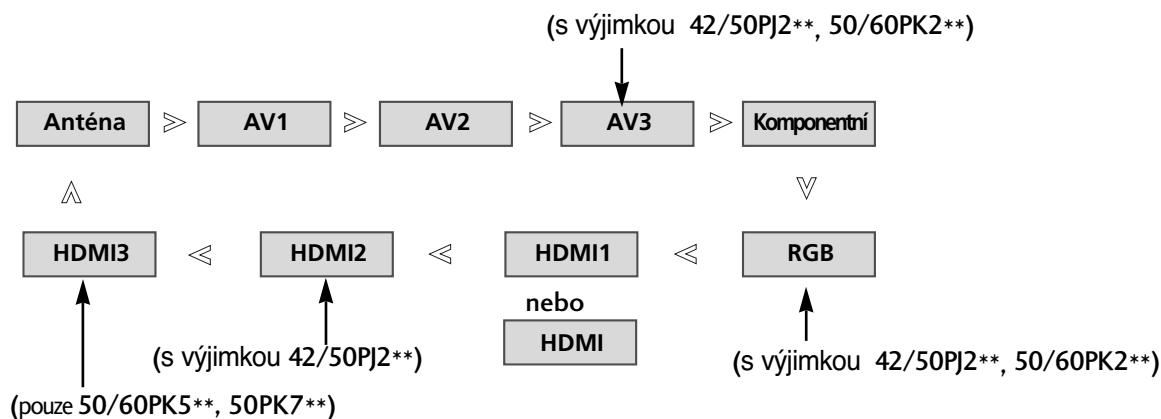 (s výjimkou 42/50PJ2**, 50/60PK2**)
Anténa
AV1
AV2
AV3
Komponentní
HDMI3
HDMI2
HDMI1
RGB
nebo
HDMI
(s výjimkou 42/50PJ2**)
(s výjimkou 42/50PJ2**, 50/60PK2**)
(pouze 50/60PK5**, 50PK7**)